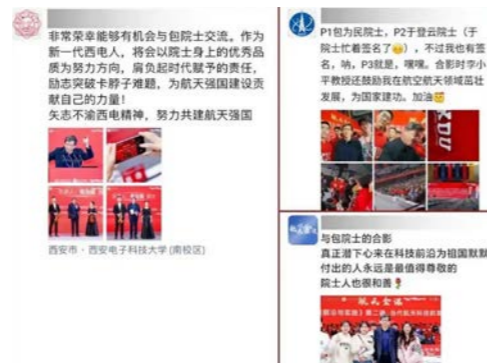 非常荣幸能够有机会与包院士交流。作为
新一代西电人，将会以院士身上的优秀品
质为努力方向，肩负起时代赋予的责任，
励志突破卡脖子难题，为航天强国建设贡
献自己的力量！
矢志不渝西电精神，努力共建航天强国
西安市·西安电子科技大学(南校区)
P1包为民院士，P2于登云院士（于
院士忙着签名了），不过我也有签
名，呐，P3就是，嘿嘿。合影时李小
平教授还鼓励我在航空航天领域茁壮
发展，为国家建功。加油
KDU
与包院士的合影
真正潜下心来在科技前沿为祖国默默
付出的人永远是最值得尊敬的
院士人也很和善